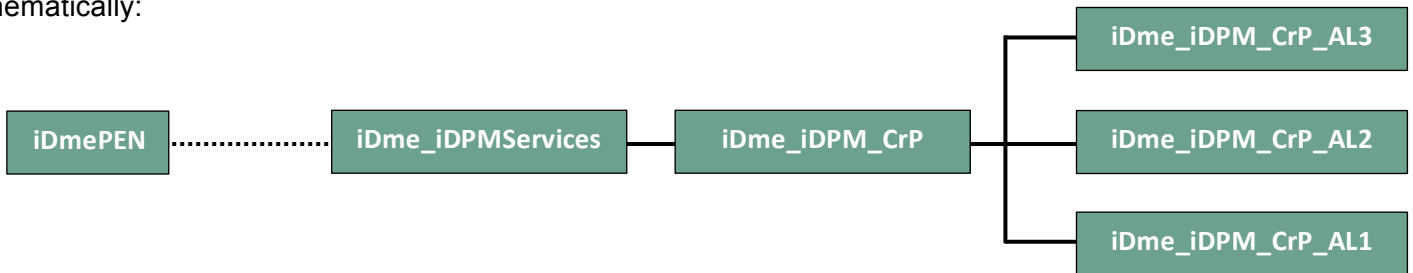 hematically:
iDme_iDPM_CrP_AL3
iDmePEN
iDme_iDPMServices
iDme_iDPM_CrP
iDme_iDPM_CrP_AL2
iDme_iDPM_CrP_AL1